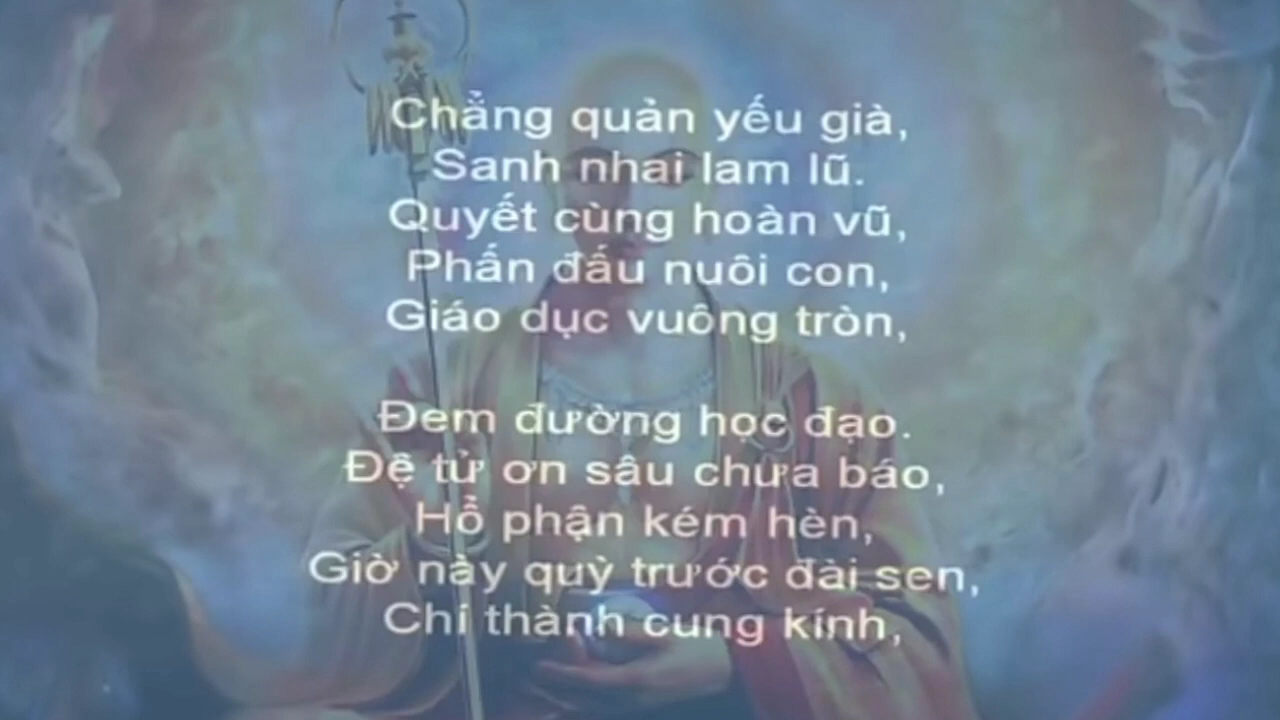 Chẳng quản yếu già,
Sanh nhai lam lũ.
Quyết cùng hoàn vũ,
Phấn đấu nuôi con,
Giáo dục vuông tròn,
Đem đường học đạo.
Đệ tử ơn sâu chưa báo,
Hổ phận kém hèn,
Giờ này quỳ trước đài sen,
Chí thành cung kính,